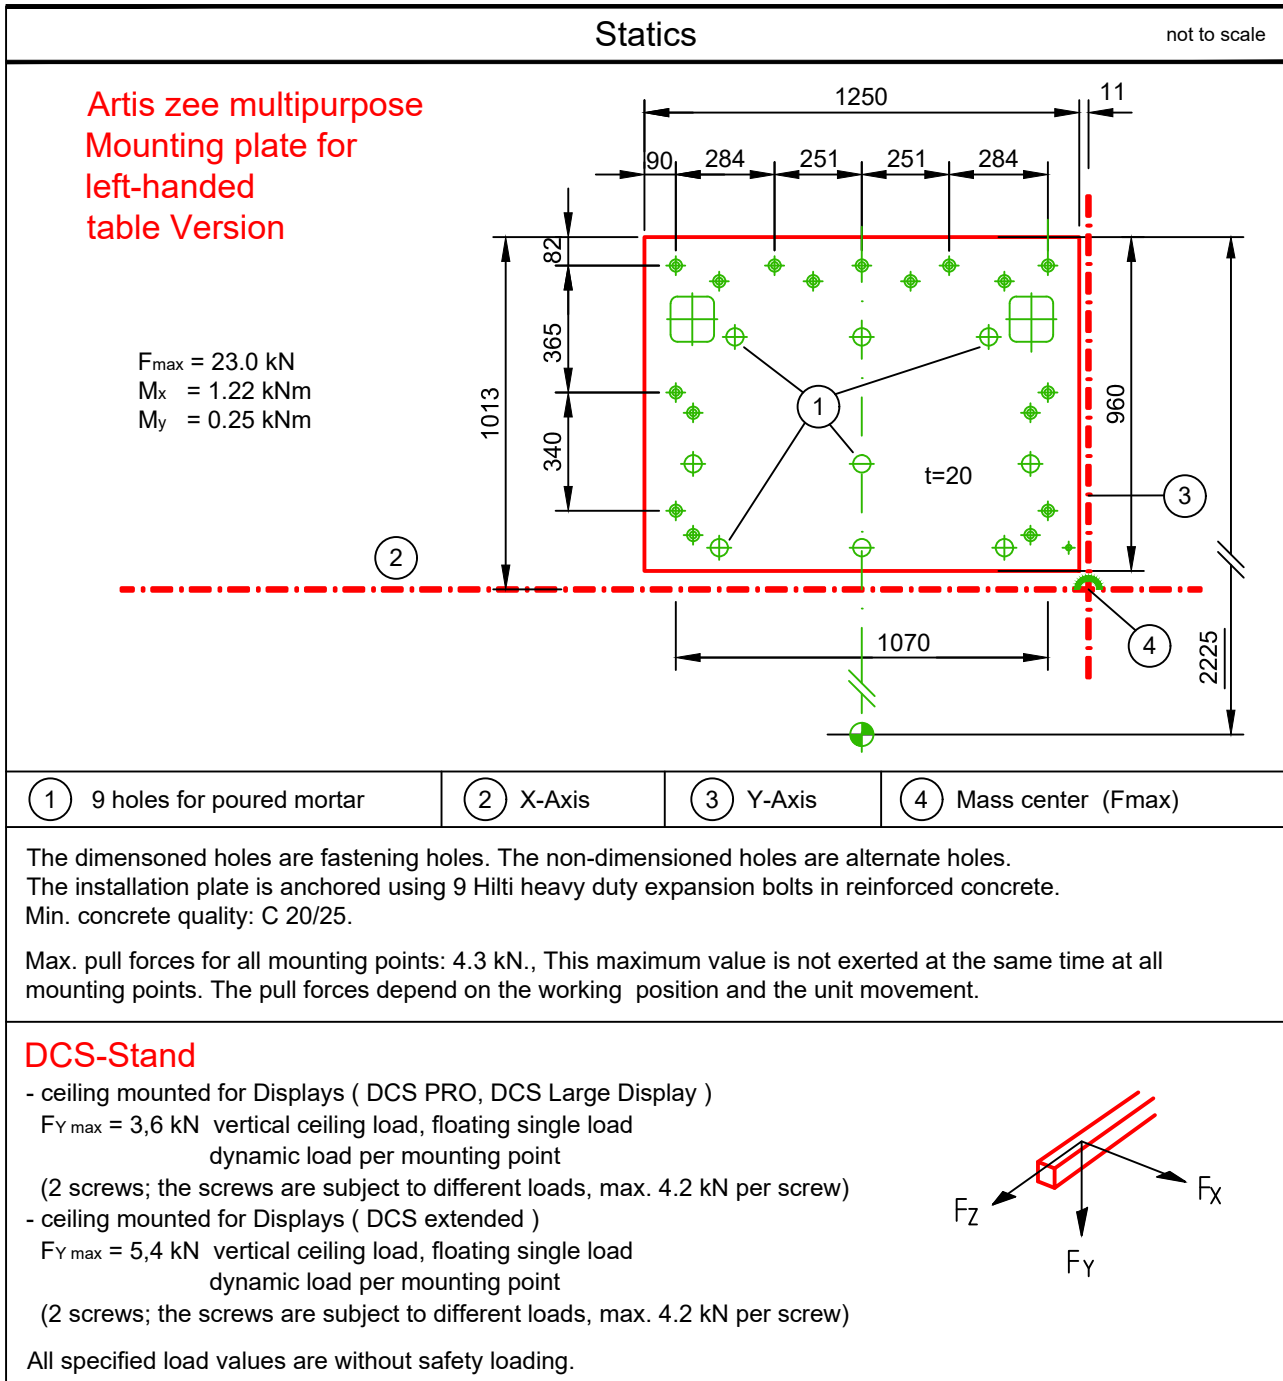 Statics
not to scale
Artis zee multipurpose
Mounting plate for
left-handed
table Version
Fmax = 23.0 kN
Mx = 1.22 kNm
My = 0.25 kNm
1250
11
90
284
251
251
284
82
365
340
1013
960
1
t=20
3
2
4
1070
2225
1 9 holes for poured mortar
2 X-Axis
3 Y-Axis
4 Mass center (Fmax)
The dimensoned holes are fastening holes. The non-dimensioned holes are alternate holes.
The installation plate is anchored using 9 Hilti heavy duty expansion bolts in reinforced concrete.
Min. concrete quality: C 20/25.
Max. pull forces for all mounting points: 4.3 kN., This maximum value is not exerted at the same time at all
mounting points. The pull forces depend on the working position and the unit movement.
DCS-Stand
- ceiling mounted for Displays ( DCS PRO, DCS Large Display )
FY max = 3,6 kN vertical ceiling load, floating single load
dynamic load per mounting point
(2 screws; the screws are subject to different loads, max. 4.2 kN per screw)
- ceiling mounted for Displays ( DCS extended )
FY max = 5,4 kN vertical ceiling load, floating single load
dynamic load per mounting point
(2 screws; the screws are subject to different loads, max. 4.2 kN per screw)
All specified load values are without safety loading.
FZ
FX
FY